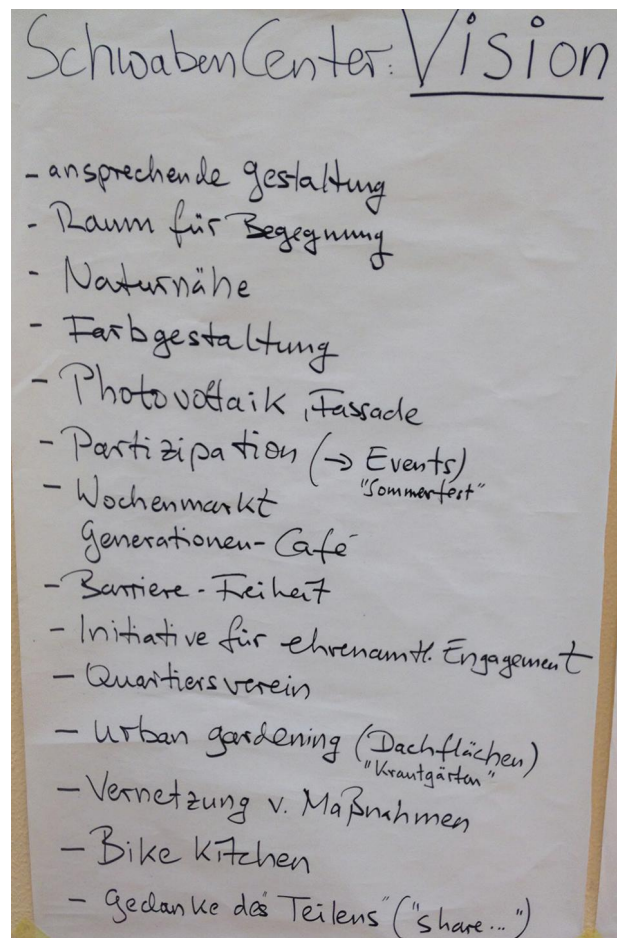 SchwabenCenter: Vision
- ansprechende Gestaltung
- Raum für Begegnung
- Naturnähe
- Farbgestaltung
- Photovoltaik, Fassade
- Partizipation (→ Events)
"Sommerfest"
- Wochenmarkt
Generationen-Café
- Barriere-Freiheit
- Initiative für ehrenamtl. Engagement
- Quartiersverein
- Urban gardening (Dachflächen)
"Krautgärten"
- Vernetzung v. Maßnahmen
- Bike Kitchen
- Gedanke des "Teilens" ("share...")